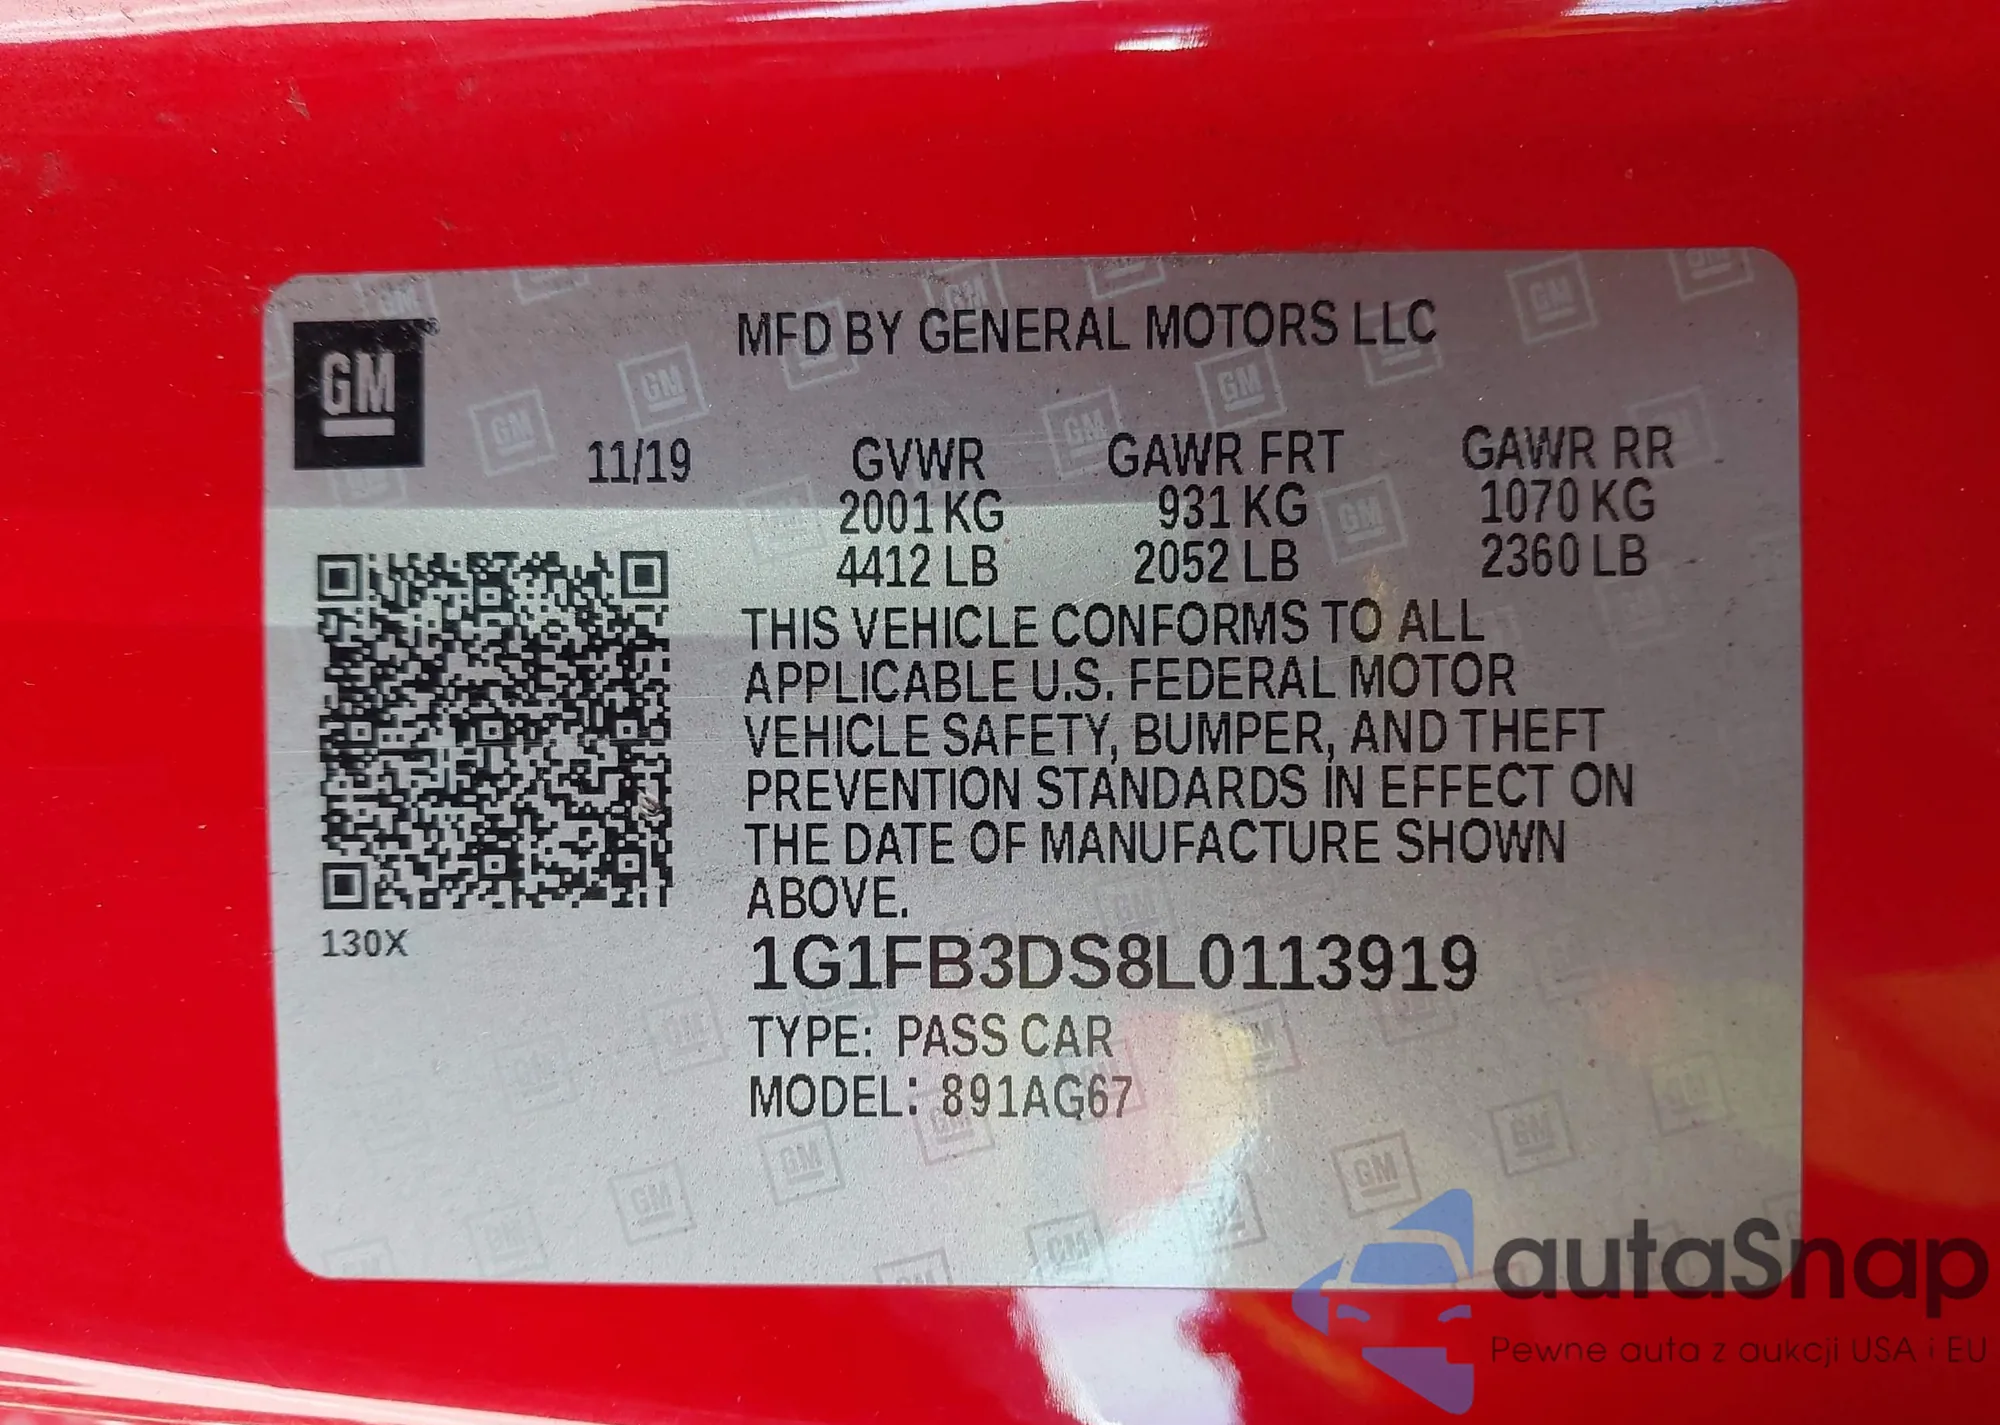 GM
MFD BY GENERAL MOTORS LLC
11/19 GVWR GAWR FRT GAWR RR
2001 KG 931 KG 1070 KG
4412 LB 2052 LB 2360 LB
THIS VEHICLE CONFORMS TO ALL
APPLICABLE U.S. FEDERAL MOTOR
VEHICLE SAFETY, BUMPER, AND THEFT
PREVENTION STANDARDS IN EFFECT ON
THE DATE OF MANUFACTURE SHOWN
ABOVE.
130X
1G1FB3DS8L0113919
TYPE: PASS CAR
MODEL: 891AG67
autaSnap
Pewne auta z aukcji USA i EU